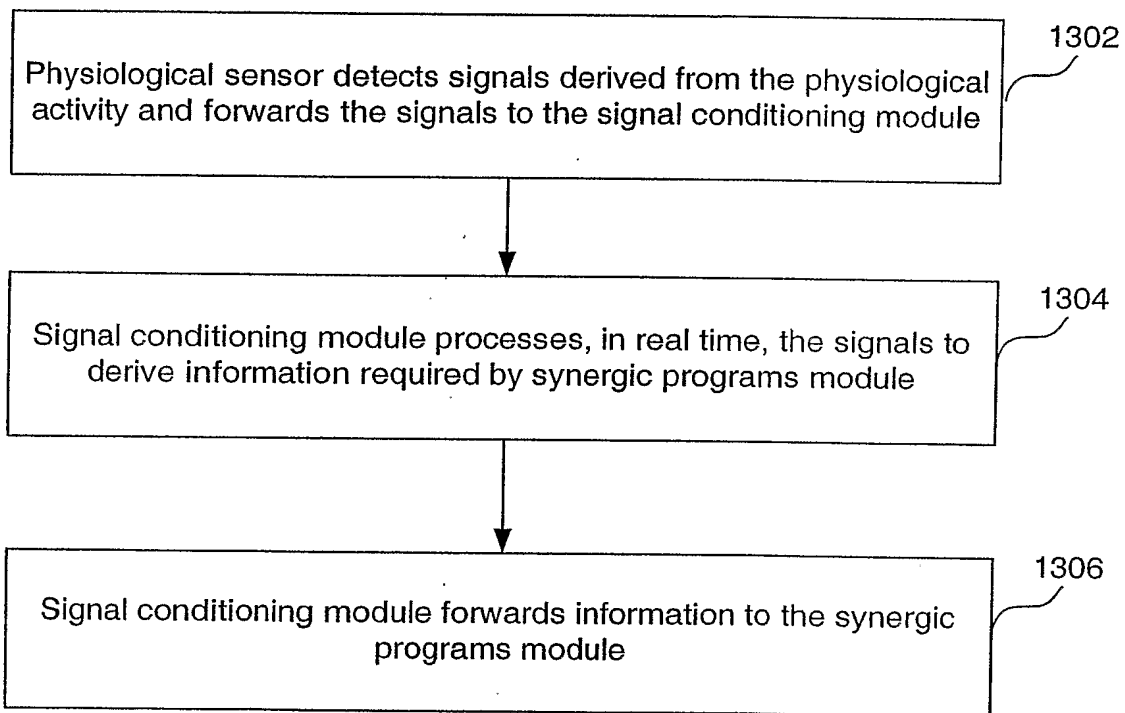 1302
Physiological sensor detects signals derived from the physiological
activity and forwards the signals to the signal conditioning module
1304
Signal conditioning module processes, in real time, the signals to
derive information required by synergic programs module
1306
Signal conditioning module forwards information to the synergic
programs module